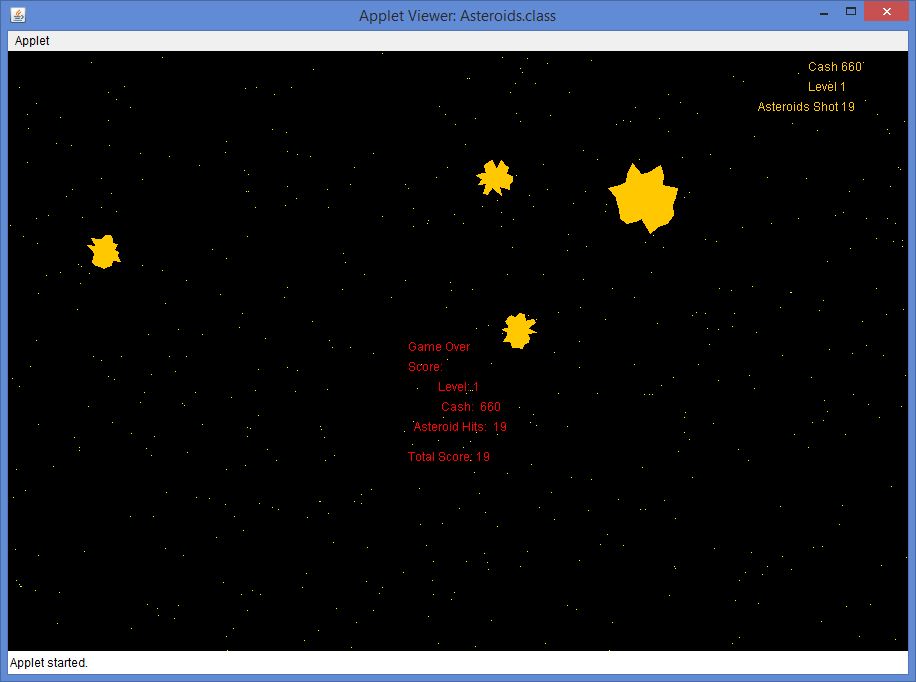 Applet Viewer: Asteroids.class
Applet
Cash 660
Level 1
Asteroids Shot 19
Game Over
Score
Level: 1
Cash: 660
Asteroid Hits: 19
Total Score: 19
Applet started.